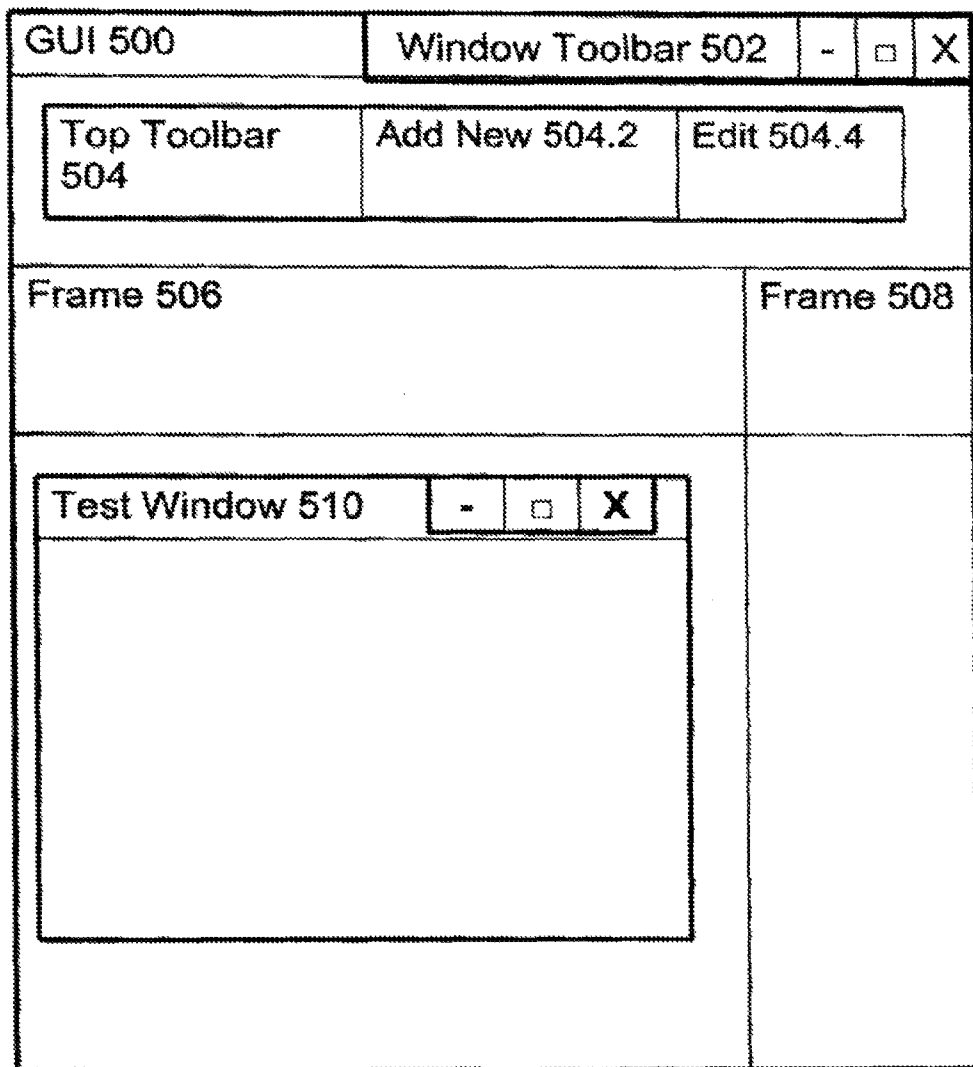 GUI 500
Window Toolbar 502 - □ X
Top Toolbar
504
Add New 504.2
Edit 504.4
Frame 506
Frame 508
Test Window 510 - □ X